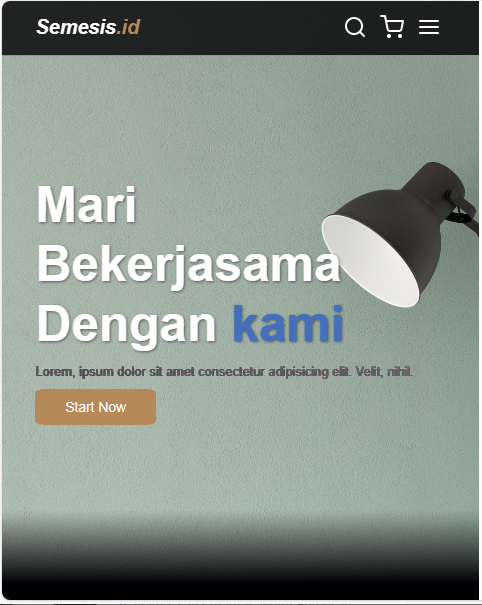 Semesis.id
Mari
Bekerjasama
Dengan kami
Lorem, ipsum dolor sit amet consectetur adipisicing elit. Velit, nihil.
Start Now